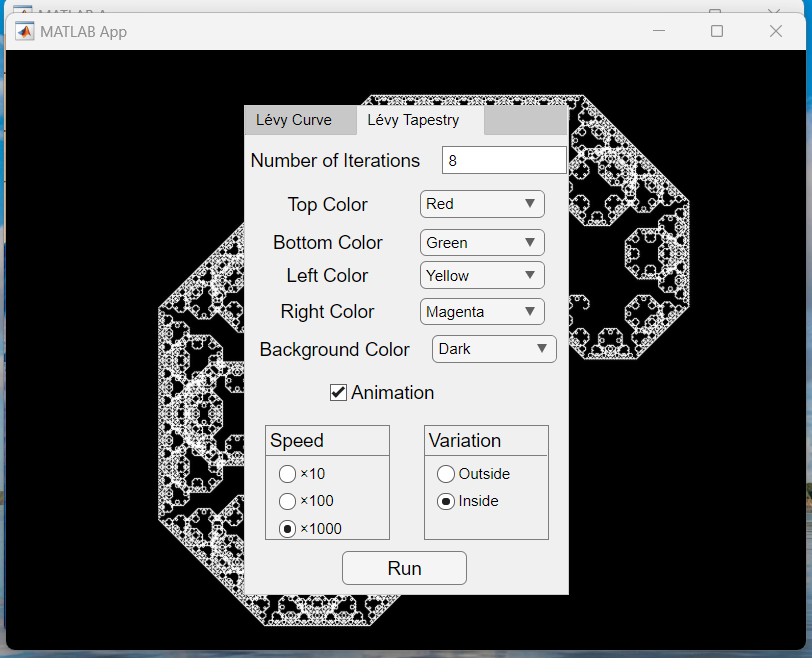 MATLAB App
Lévy Curve Lévy Tapestry
Number of Iterations 8
Top Color Red
Bottom Color Green
Left Color Yellow
Right Color Magenta
Background Color Dark
Animation
Speed Variation
×10 Outside
×100 Inside
×1000
Run